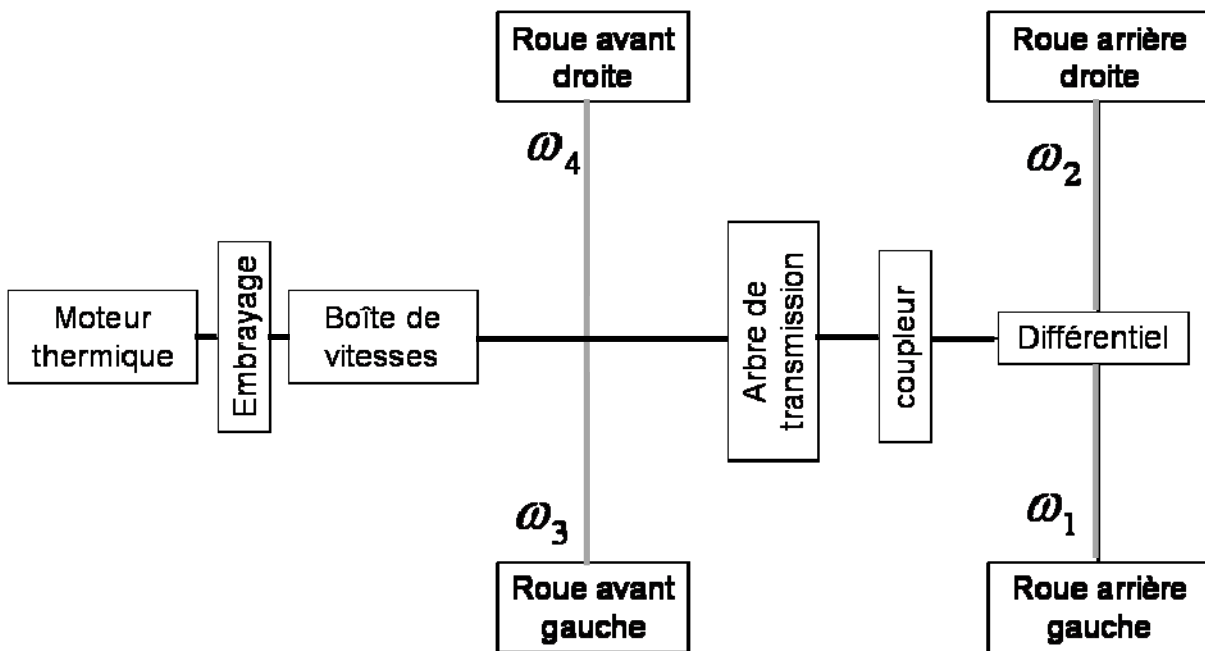 Roue avant
droite
Roue arrière
droite
ω4
ω2
Moteur
thermique
Embrayage
Boîte de
vitesses
Arbre de
transmission
coupleur
Différentiel
ω3
ω1
Roue avant
gauche
Roue arrière
gauche